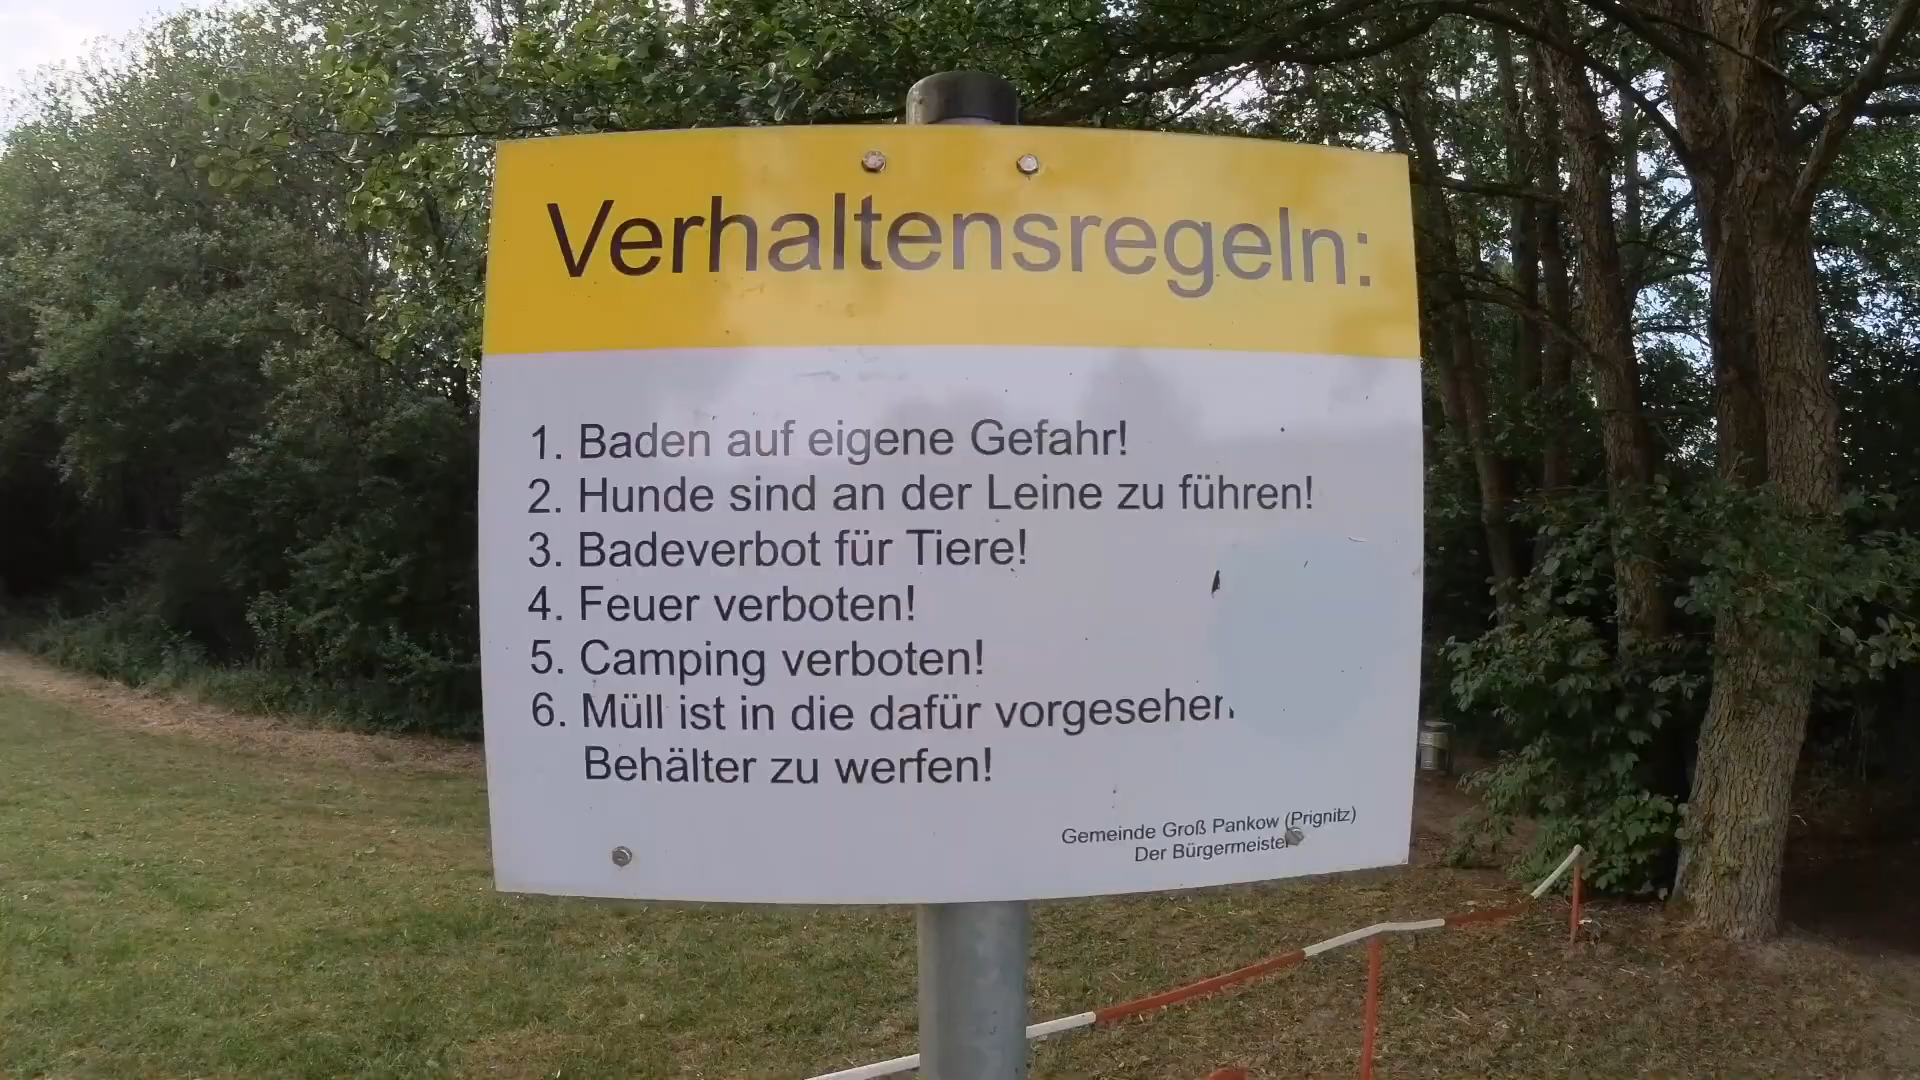 Verhaltensregeln:
1. Baden auf eigene Gefahr!
2. Hunde sind an der Leine zu führen!
3. Badeverbot für Tiere!
4. Feuer verboten!
5. Camping verboten!
6. Müll ist in die dafür
Behälter zu werfen!
Gemeinde Groß Pankow (Prignitz)
Der Bürgermeister